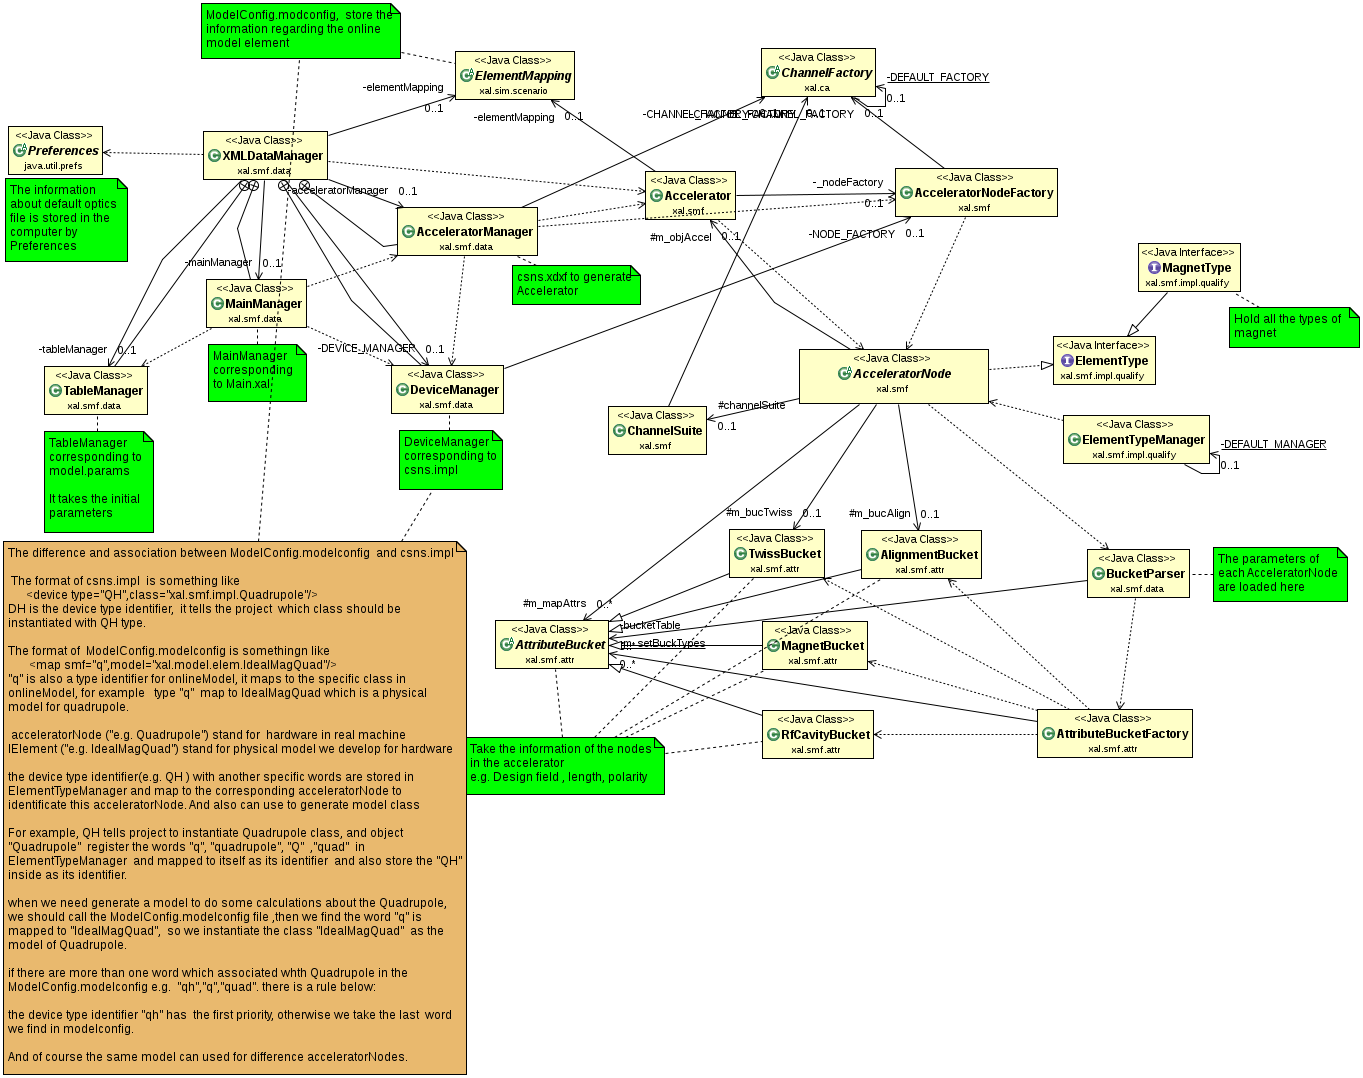 ModelConfig.modconfig,  store the
information regarding the online
model element
<<Java Class>>
ElementMapping
xal.sim.scenario
<<Java Class>>
ChannelFactory
xal.ca
-DEFAULT_FACTORY
0..1
-elementMapping
0..1
-elementMapping
0..1
0..1
0..1
<<Java Class>>
Preferences
java.util.prefs
<<Java Class>>
XMLDataManager
xal.smf.data
The information
about default optics
file is stored in the
computer by
Preferences
-acceleratorManager
0..1
<<Java Class>>
Accelerator
xal.smf
-_nodeFactory
0..1
<<Java Class>>
AcceleratorNodeFactory
xal.smf
<<Java Class>>
AcceleratorManager
xal.smf.data
#m_objAccel
0..1
-NODE_FACTORY
0..1
csns.xdxf to generate
Accelerator
<<Java Interface>>
MagnetType
xal.smf.impl.qualify
Hold all the types of
magnet
-mainManager
0..1
<<Java Class>>
MainManager
xal.smf.data
MainManager
corresponding
to Main.xal
-tableManager
0..1
-DEVICE_MANAGER
0..1
<<Java Class>>
TableManager
xal.smf.data
<<Java Class>>
DeviceManager
xal.smf.data
<<Java Class>>
AcceleratorNode
xal.smf
<<Java Interface>>
ElementType
xal.smf.impl.qualify
#channelSuite
0..1
<<Java Class>>
ChannelSuite
xal.smf
<<Java Class>>
ElementTypeManager
xal.smf.impl.qualify
-DEFAULT_MANAGER
0..1
TableManager
corresponding to
model.params
It takes the initial
parameters
DeviceManager
corresponding to
csns.impl
#m_bucTwiss
0..1
#m_bucAlign
0..1
<<Java Class>>
TwissBucket
xal.smf.attr
<<Java Class>>
AlignmentBucket
xal.smf.attr
<<Java Class>>
BucketParser
xal.smf.data
The parameters of
each AcceleratorNode
are loaded here
#m_mapAttrs
0..*
<<Java Class>>
AttributeBucket
xal.smf.attr
-bucketTable
-m_setBuckTypes
0..*
<<Java Class>>
MagnetBucket
xal.smf.attr
<<Java Class>>
RfCavityBucket
xal.smf.attr
<<Java Class>>
AttributeBucketFactory
xal.smf.attr
Take the information of the nodes
in the accelerator
e.g. Design field , length, polarity
The difference and association between ModelConfig.modelconfig  and csns.impl
The format of csns.impl  is something like
<device type="QH",class="xal.smf.impl.Quadrupole"/>
DH is the device type identifier,  it tells the project  which class should be
instantiated with QH type.
The format of  ModelConfig.modelconfig is somethingn like
<map smf="q",model="xal.model.elem.IdealMagQuad"/>
"q" is also a type identifier for onlineModel, it maps to the specific class in
onlineModel, for example   type "q"  map to IdealMagQuad which is a physical
model for quadrupole.
acceleratorNode ("e.g. Quadrupole") stand for  hardware in real machine
IElement ("e.g. IdealMagQuad") stand for physical model we develop for hardware
the device type identifier(e.g. QH ) with another specific words are stored in
ElementTypeManager and map to the corresponding acceleratorNode to
identificate this acceleratorNode. And also can use to generate model class
For example, QH tells project to instantiate Quadrupole class, and object
"Quadrupole"  register the words "q", "quadrupole", "Q"  ,"quad"  in
ElementTypeManager  and mapped to itself as its identifier  and also store the "QH"
inside as its identifier.
when we need generate a model to do some calculations about the Quadrupole,
we should call the ModelConfig.modelconfig file ,then we find the word "q" is
mapped to "IdealMagQuad",  so we instantiate the class "IdealMagQuad"  as the
model of Quadrupole.
if there are more than one word which associated whth Quadrupole in the
ModelConfig.modelconfig e.g.  "qh","q","quad". there is a rule below:
the device type identifier "qh" has  the first priority, otherwise we take the last  word
we find in modelconfig.
And of course the same model can used for difference acceleratorNodes.